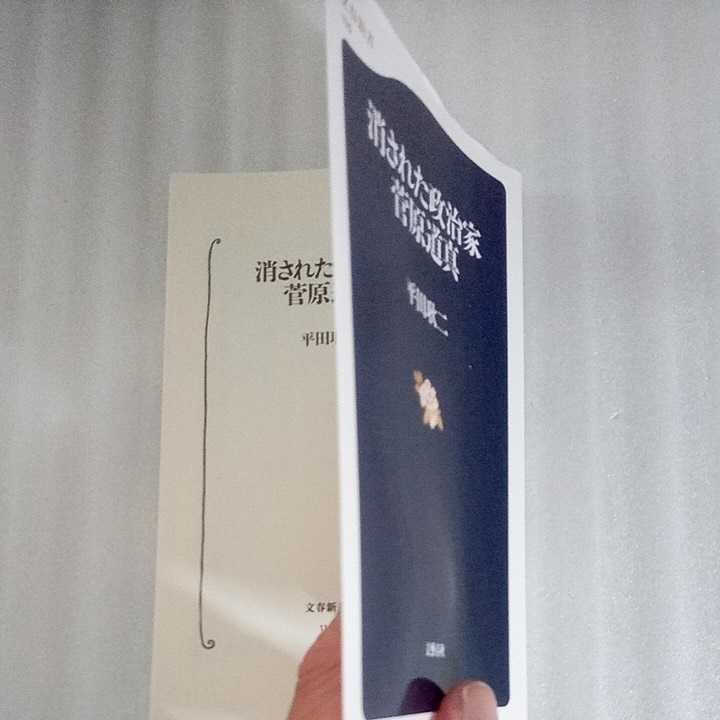 消された政治家
菅原道真
平田耿二
消された
菅原
平田耿
文春新